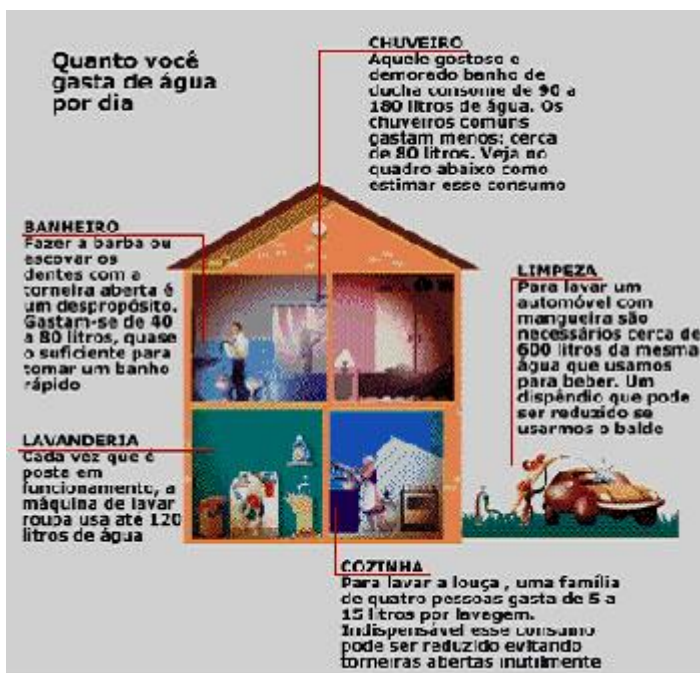 Quanto você
gasta de água
por dia
CHUVEIRO
Aquele gostoso e
demorado banho de
ducha consome de 90 a
180 litros de água. Os
chuveiros comuns
gastam menos: cerca
de 80 litros. Veja no
quadro abaixo como
estimar esse consumo
BANHEIRO
Fazer a barba ou
escovar os
dentes com a
torneira aberta é
um despropósito.
Gastam-se de 40
a 80 litros, quase
o suficiente para
tomar um banho
rápido
LIMPEZA
Para lavar um
automóvel com
mangueira são
necessários cerca de
600 litros da mesma
água que usamos
para beber. Um
dispêndio que pode
ser reduzido se
usarmos o balde
LAVANDERIA
Cada vez que é
posta em
funcionamento, a
máquina de lavar
roupa usa até 120
litros de água
COZINHA
Para lavar a louça , uma família
de quatro pessoas gasta de 5 a
15 litros por lavagem.
Indispensável esse consumo
pode ser reduzido evitando
torneiras abertas inutilmente